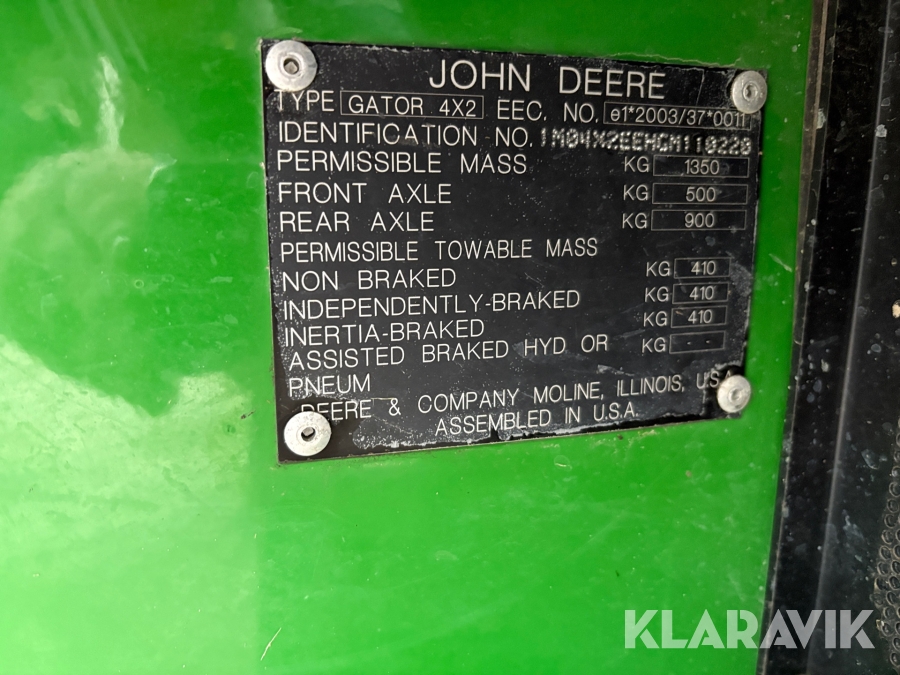 JOHN DEERE
TYPE GATOR 4X2 EEC. NO. e1*2003/37*0011
IDENTIFICATION NO.
PERMISSIBLE MASS KG 1350
FRONT AXLE KG 500
REAR AXLE KG 900
PERMISSIBLE TOWABLE MASS
NON BRAKED KG 410
INDEPENDENTLY-BRAKED KG 410
INERTIA-BRAKED KG 410
ASSISTED BRAKED HYD OR KG - -
PNEUM
DEERE & COMPANY MOLINE, ILLINOIS, U.S.A.
ASSEMBLED IN U.S.A.
KLARAVIK